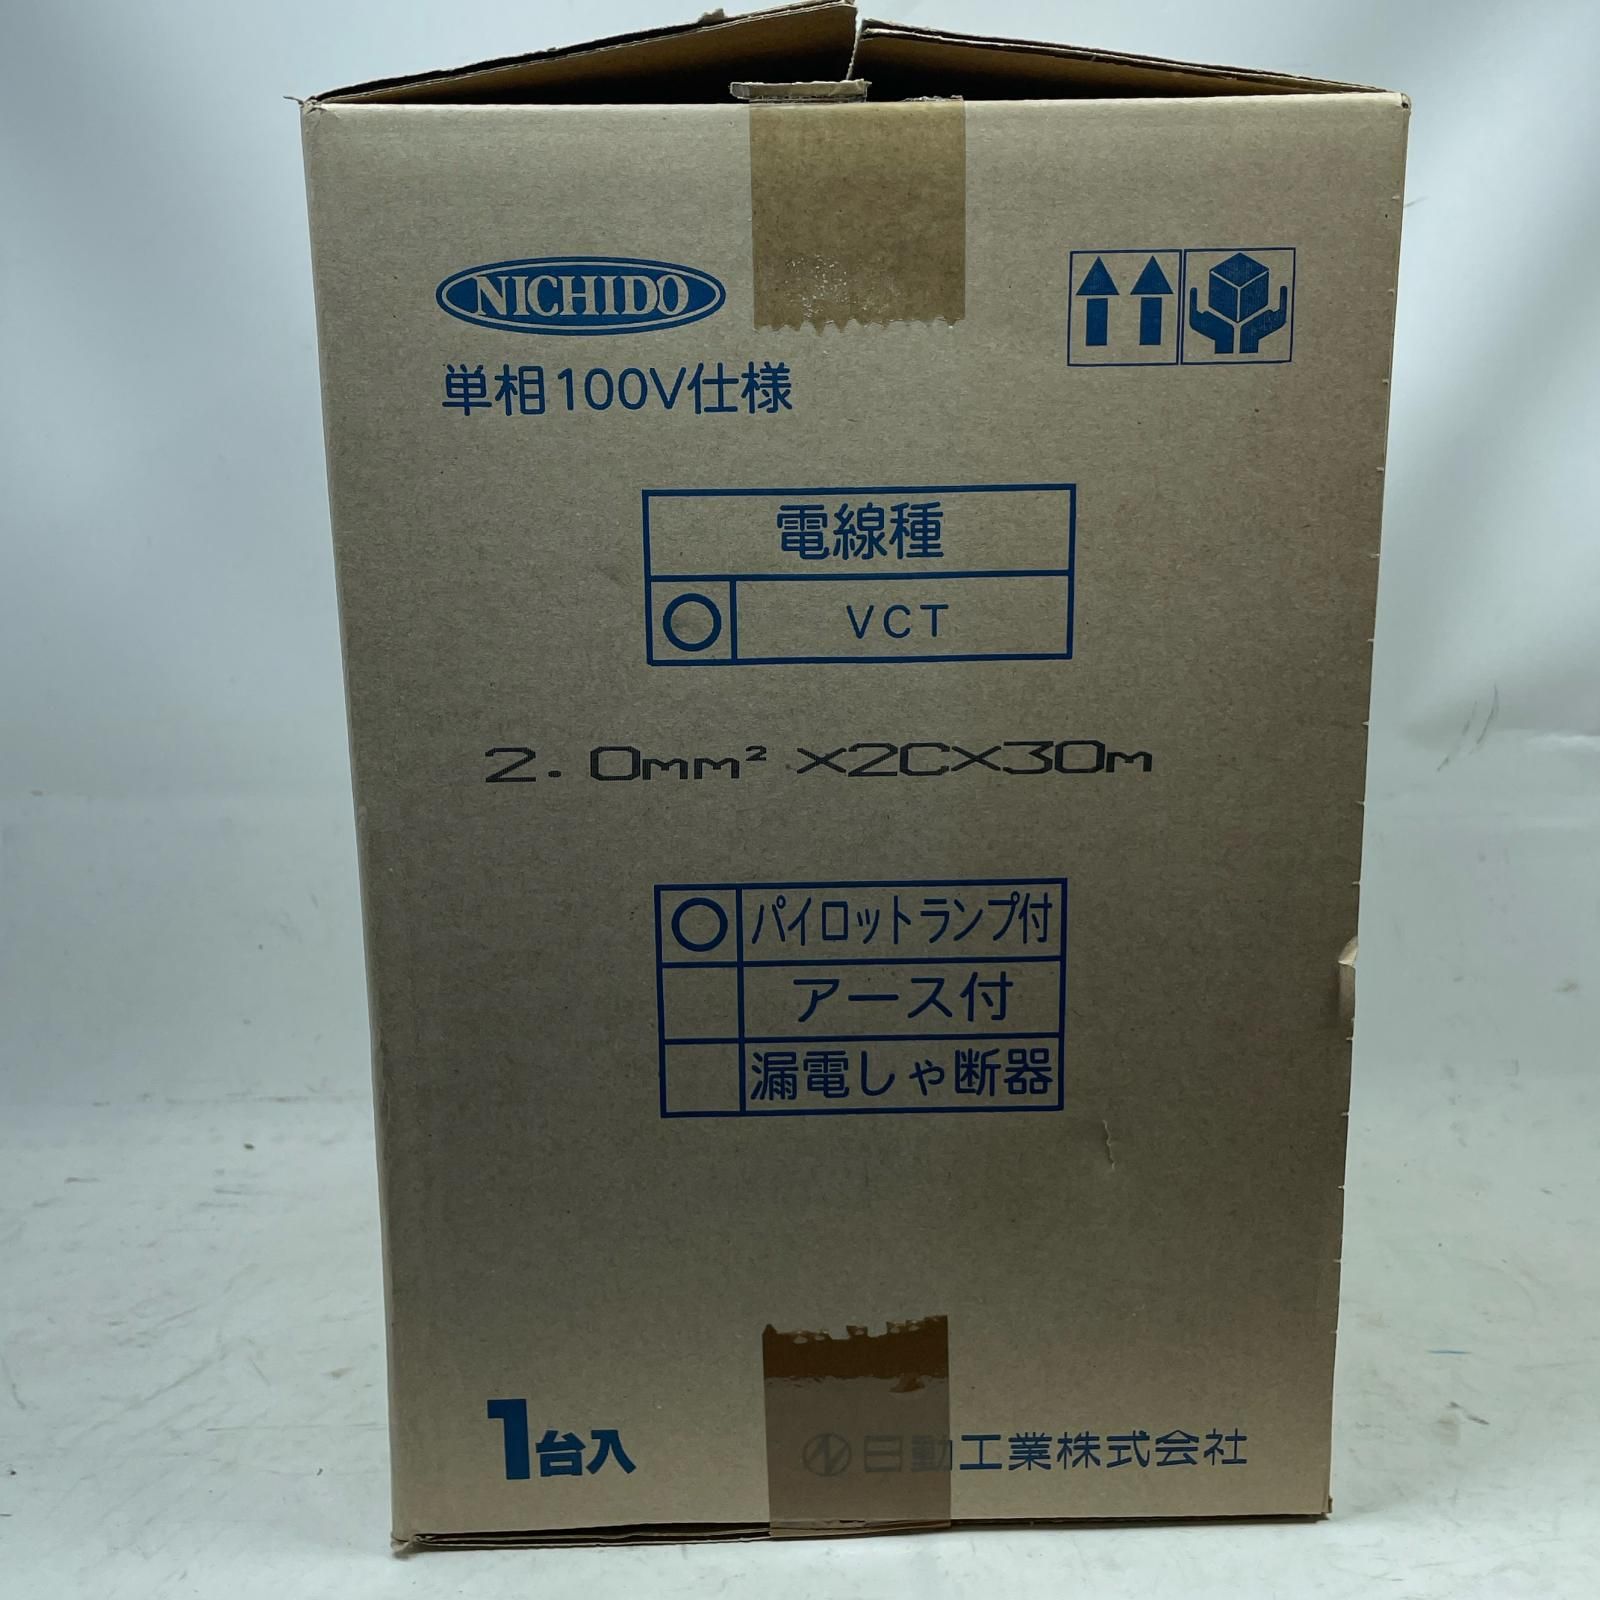 NICHIDO
単相100V仕様
電線種
○ VCT
2.0mm² ×2C×30m
○ パイロットランプ付
アース付
漏電しゃ断器
1台入
日動工業株式会社